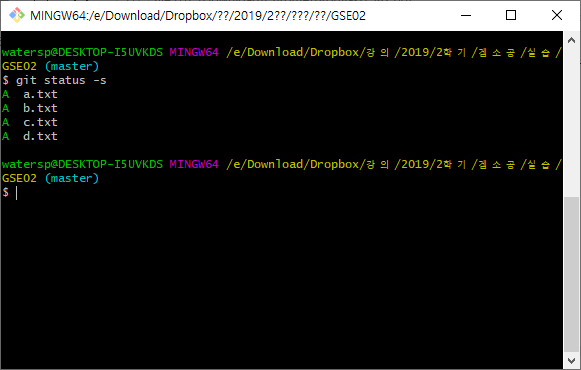 MINGW64:/e/Download/Dropbox/??/2019/2??/???/??/GSE02
watersp@DESKTOP-I5UVKDS MINGW64 /e/Download/Dropbox/강 의 /2019/2학 기 /겜 소 공 /실 습 /
GSE02 (master)
$ git status -s
A  a.txt
A  b.txt
A  c.txt
A  d.txt
watersp@DESKTOP-I5UVKDS MINGW64 /e/Download/Dropbox/강 의 /2019/2학 기 /겜 소 공 /실 습 /
GSE02 (master)
$